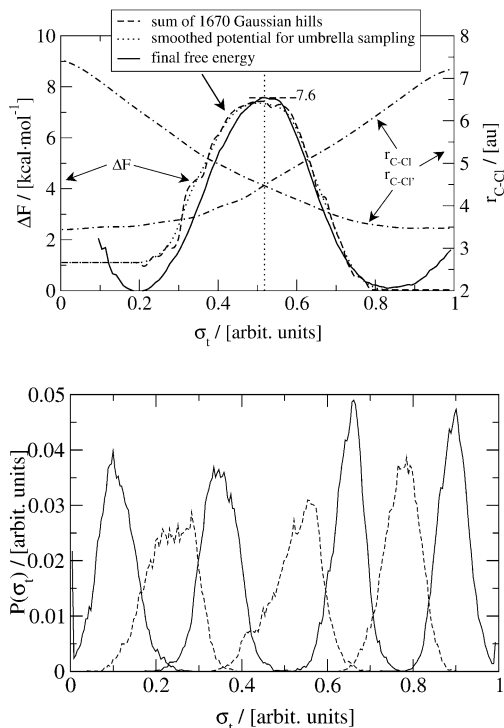 sum of 1670 Gaussian hills
smoothed potential for umbrella sampling
final free energy
10
8
6
4
2
0
ΔF / [kcal·mol⁻¹]
ΔF
7.6
r_C-Cl
r_C-Cl'
8
7
6
5
4
3
2
r_C-Cl / [au]
0
0.2
0.4
0.6
0.8
1
σ_t / [arbit. units]
0.05
0.04
0.03
0.02
0.01
0
P(σ_t) / [arbit. units]
0
0.2
0.4
0.6
0.8
1
σ_t / [arbit. units]